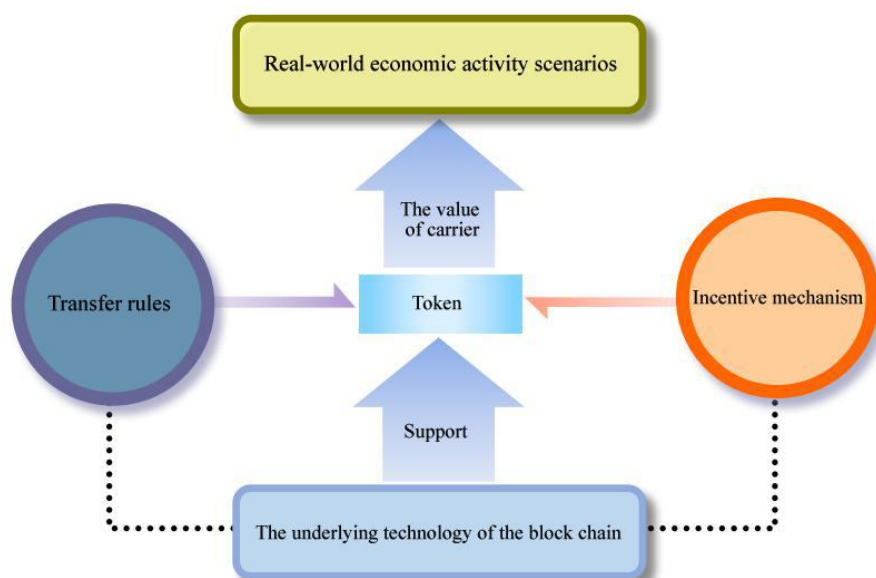 Real-world economic activity scenarios
The value
of carrier
Transfer rules
Token
Incentive mechanism
Support
The underlying technology of the block chain